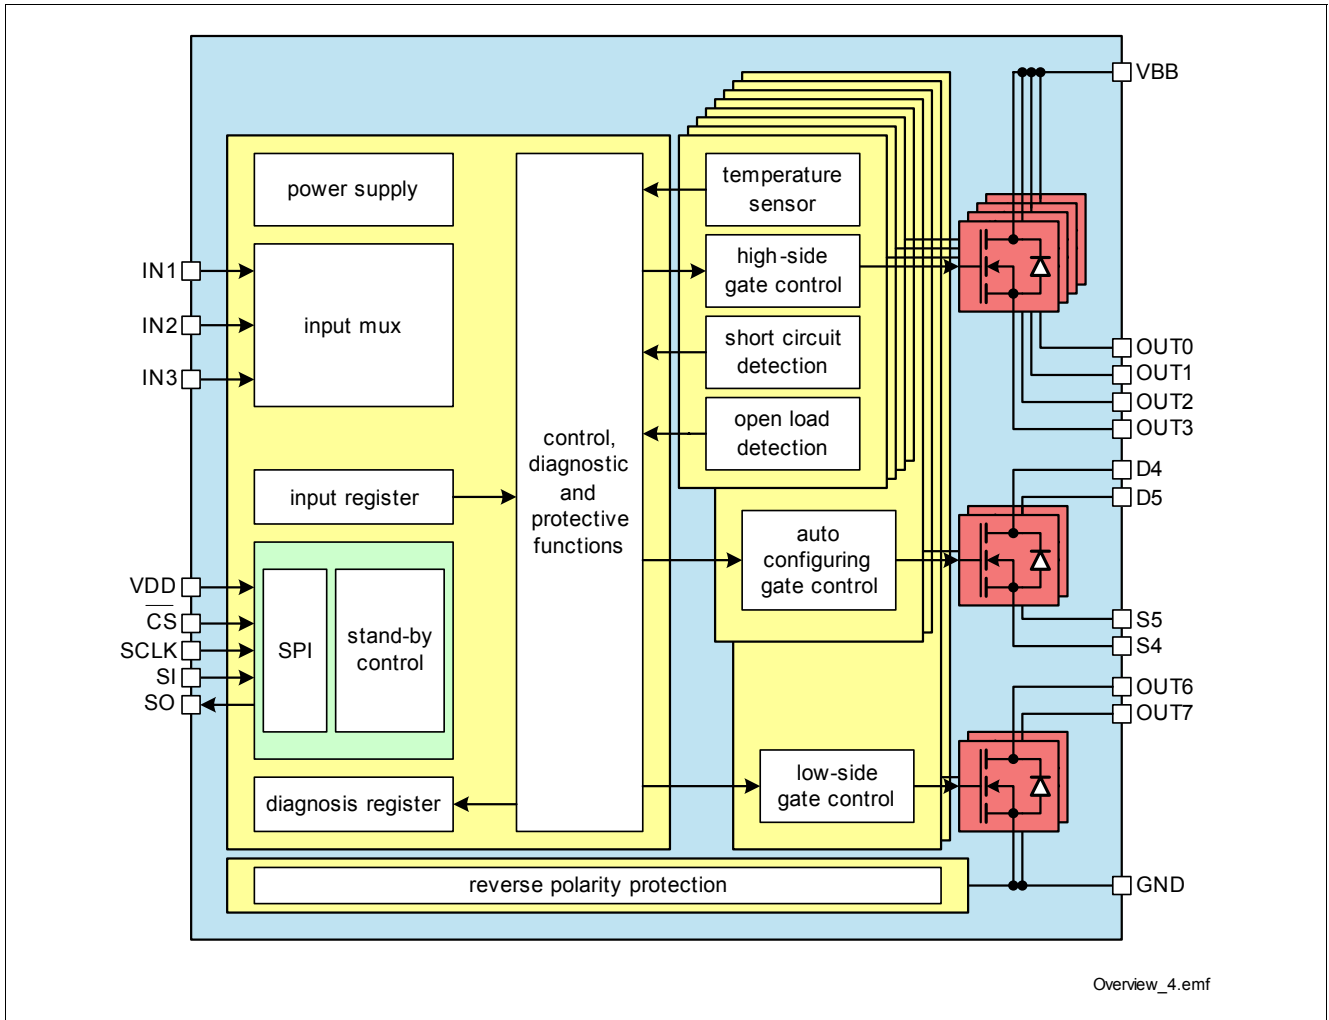 VBB
power supply
temperature
sensor
IN1
IN2
IN3
input mux
high-side
gate control
short circuit
detection
open load
detection
OUT0
OUT1
OUT2
OUT3
control,
diagnostic
and
protective
functions
input register
D4
D5
auto
configuring
gate control
VDD
CS
SCLK
SI
SO
SPI
stand-by
control
S5
S4
OUT6
OUT7
low-side
gate control
diagnosis register
reverse polarity protection
GND
Overview_4.emf